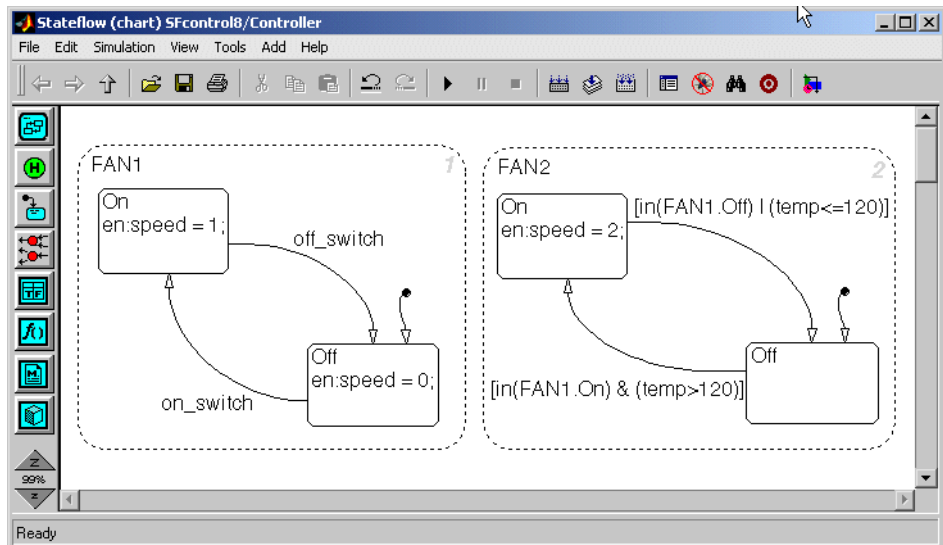 Stateflow (chart) SFcontrol8/Controller
File Edit Simulation View Tools Add Help
FAN1
1
On
en:speed = 1;
off_switch
Off
en:speed = 0;
on_switch
FAN2
2
On
en:speed = 2;
[in(FAN1.Off) | (temp<=120)]
Off
[in(FAN1.On) & (temp>120)]
H
TF
f()
M
Z
99%
z
Ready